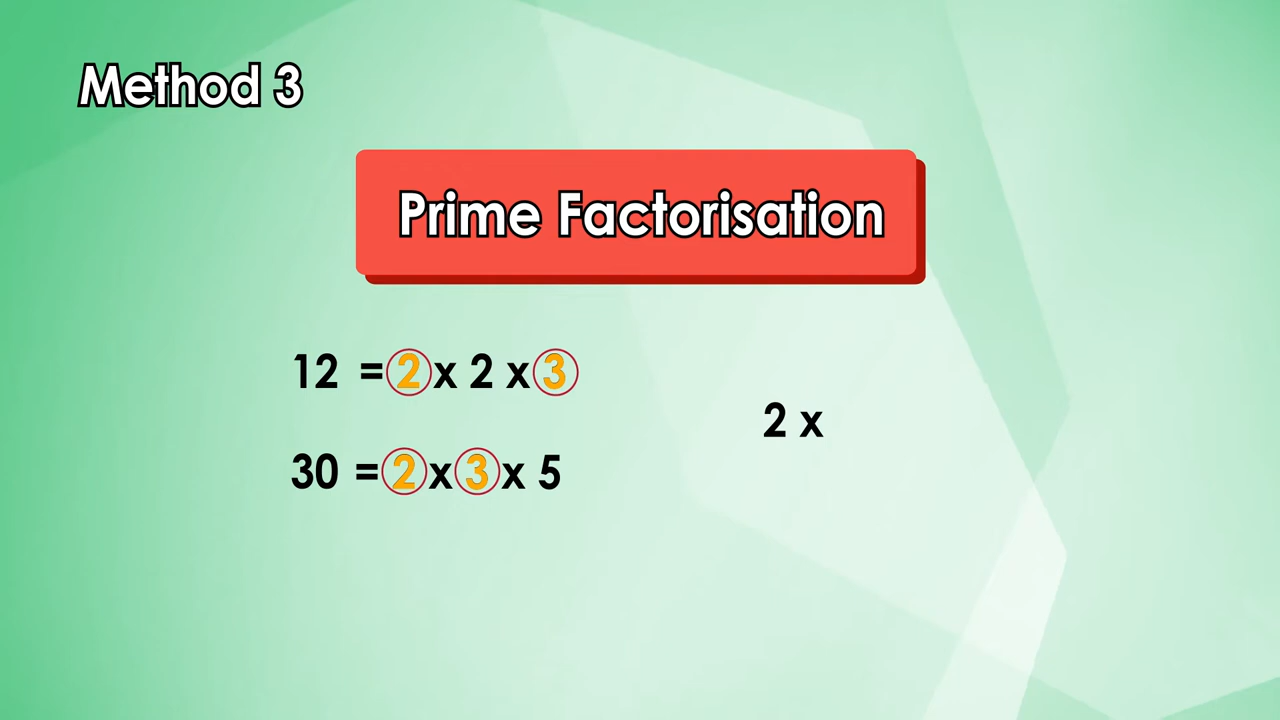 Method 3
Prime Factorisation
12 = 2 x 2 x 3
2 x
30 = 2 x 3 x 5